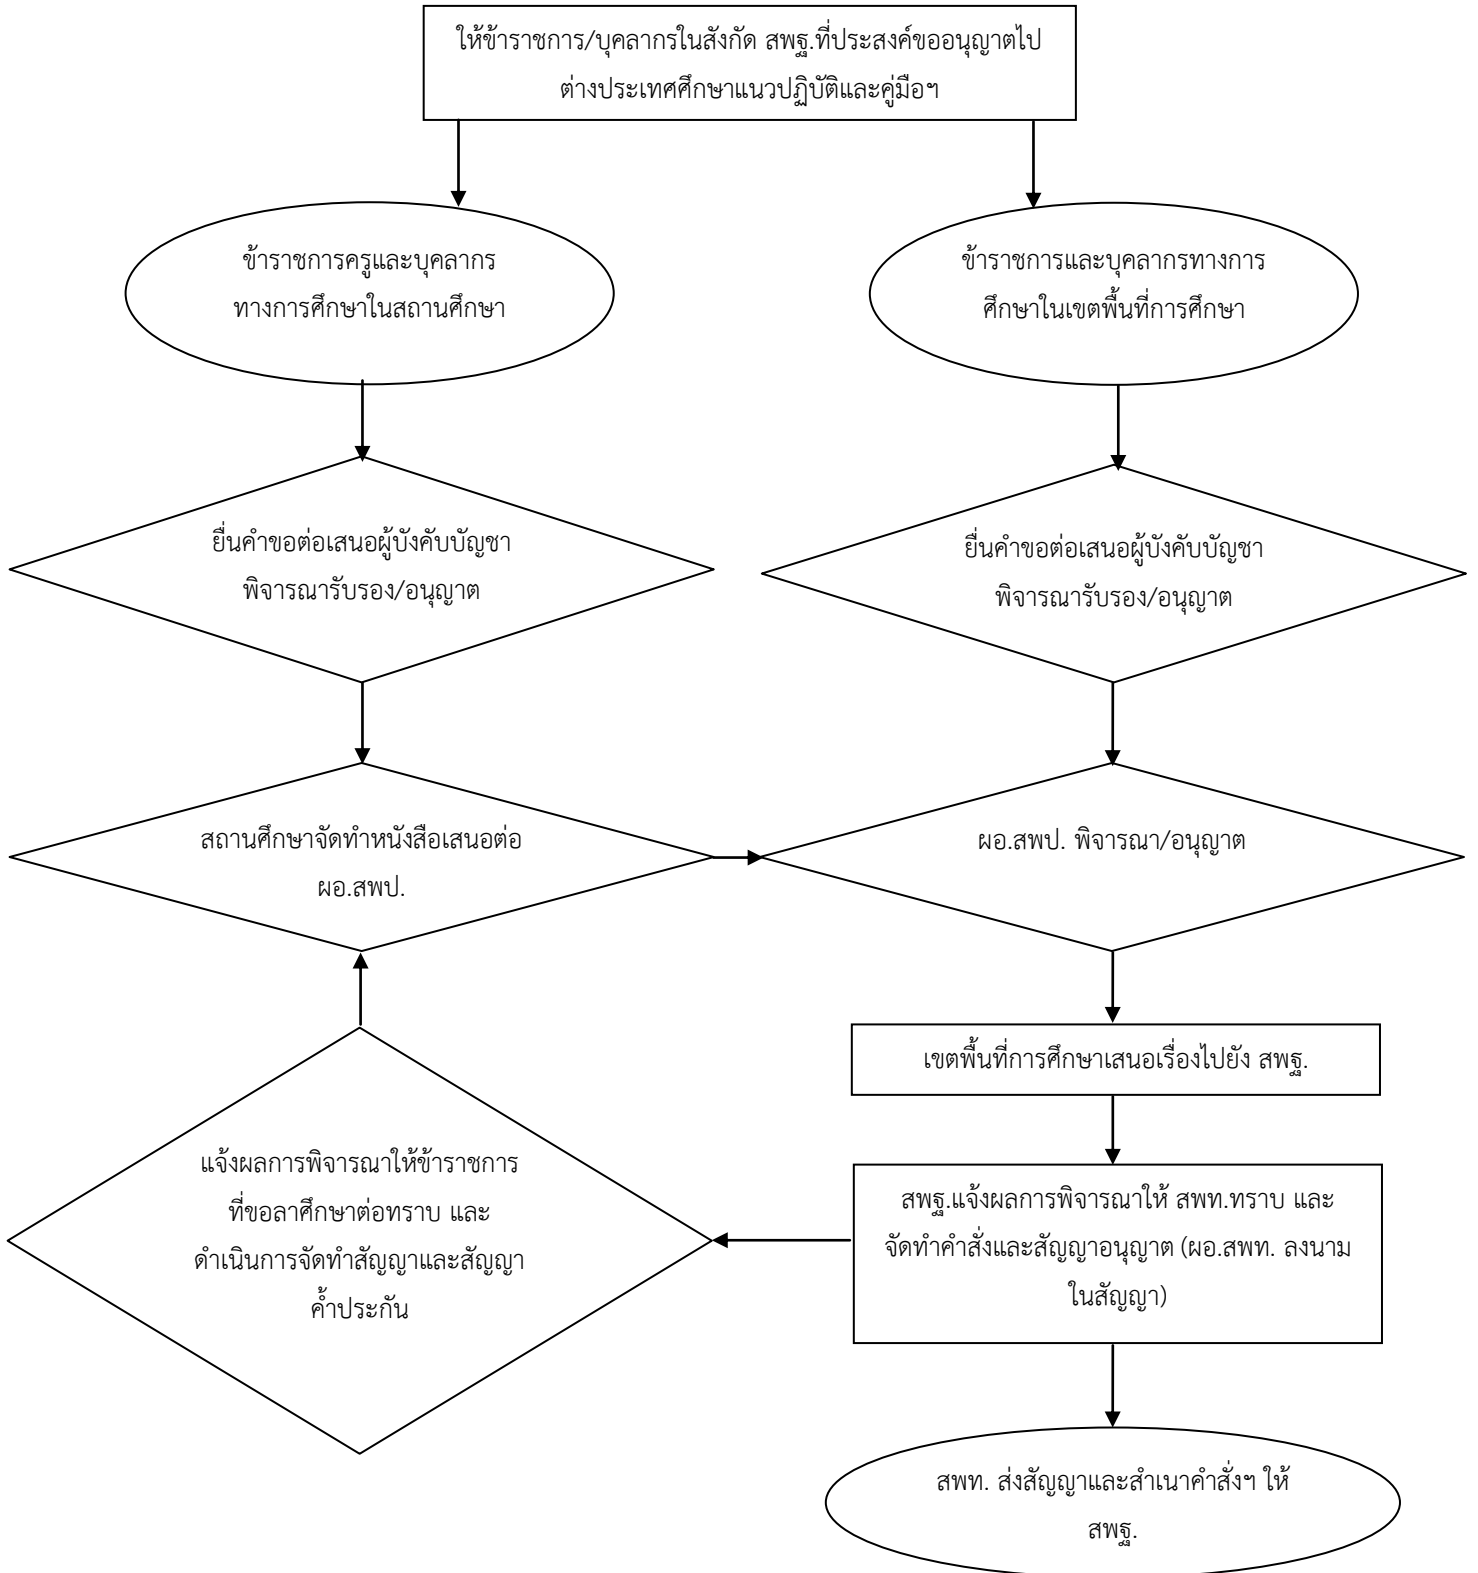 ให้ข้าราชการ/บุคลากรในสังกัด สพฐ.ที่ประสงค์ขออนุญาตไป
ต่างประเทศศึกษาแนวปฏิบัติและคู่มือฯ
ข้าราชการครูและบุคลากร
ทางการศึกษาในสถานศึกษา
ข้าราชการและบุคลากรทางการ
ศึกษาในเขตพื้นที่การศึกษา
ยื่นคำขอต่อเสนอผู้บังคับบัญชา
พิจารณารับรอง/อนุญาต
ยื่นคำขอต่อเสนอผู้บังคับบัญชา
พิจารณารับรอง/อนุญาต
สถานศึกษาจัดทำหนังสือเสนอต่อ
ผอ.สพป.
ผอ.สพป. พิจารณา/อนุญาต
เขตพื้นที่การศึกษาเสนอเรื่องไปยัง สพฐ.
แจ้งผลการพิจารณาให้ข้าราชการ
ที่ขอลาศึกษาต่อทราบ และ
ดำเนินการจัดทำสัญญาและสัญญา
ค้ำประกัน
สพฐ.แจ้งผลการพิจารณาให้ สพท.ทราบ และ
จัดทำคำสั่งและสัญญาอนุญาต (ผอ.สพท. ลงนาม
ในสัญญา)
สพท. ส่งสัญญาและสำเนาคำสั่งฯ ให้
สพฐ.